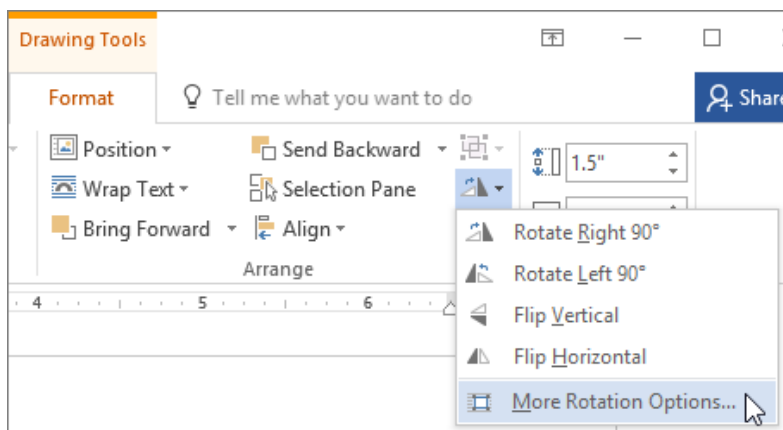 Drawing Tools
Format
Tell me what you want to do
Share
Position
Send Backward
1.5"
Wrap Text
Selection Pane
Bring Forward
Align
Arrange
Rotate Right 90°
Rotate Left 90°
Flip Vertical
Flip Horizontal
More Rotation Options...
4 5 6